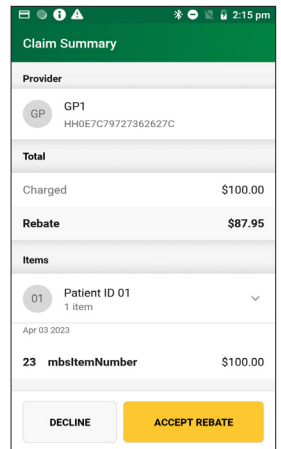 2:15 pm
Claim Summary
Provider
GP GP1
HH0E7C79727362627C
Total
Charged $100.00
Rebate $87.95
Items
01 Patient ID 01
1 item
Apr 03 2023
23 mbsItemNumber $100.00
DECLINE ACCEPT REBATE